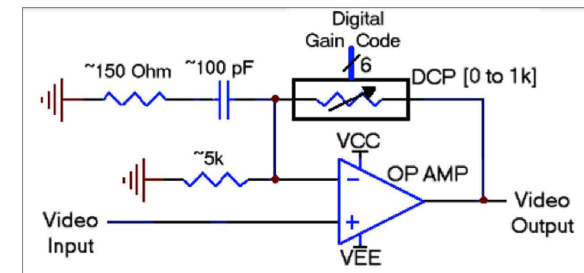 Digital
Gain Code
6
~150 Ohm
~100 pF
DCP [0 to 1k]
VCC
~5k
OP AMP
−
+
Video
Input
Video
Output
VEE